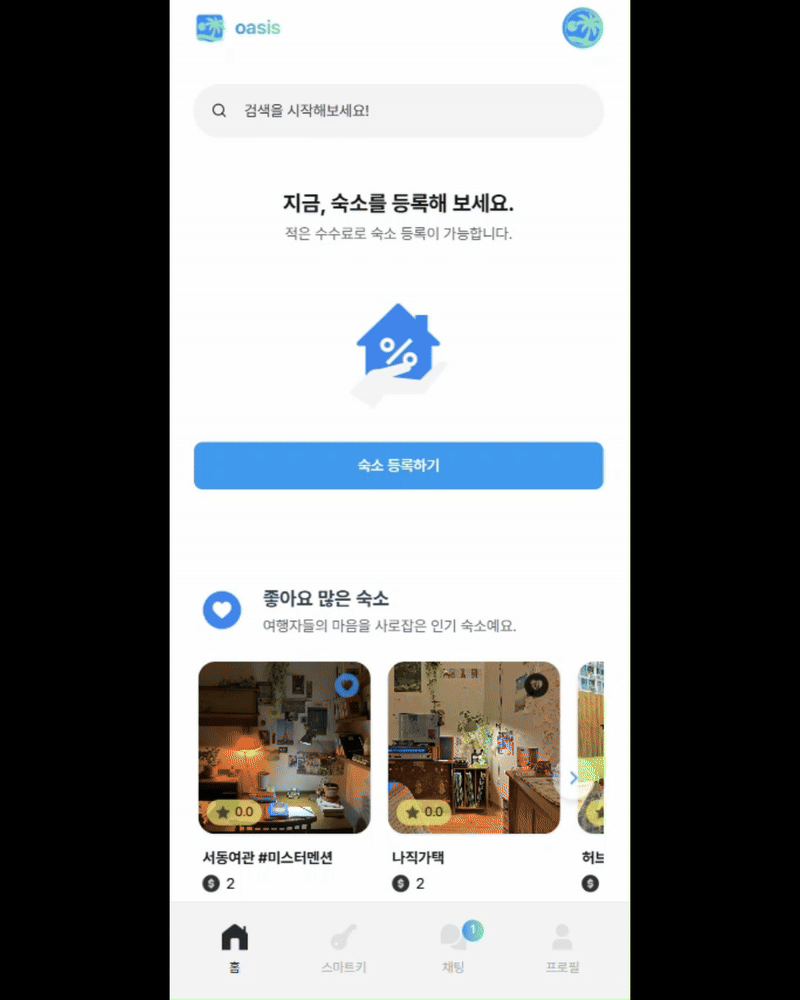 oasis
검색을 시작해보세요!
지금, 숙소를 등록해 보세요.
적은 수수료로 숙소 등록이 가능합니다.
%
숙소 등록하기
좋아요 많은 숙소
여행자들의 마음을 사로잡은 인기 숙소예요.
0.0
0.0
서동여관 #미스터멘션
나직가택
허브
$ 2
$ 2
$
1
홈
스마트키
채팅
프로필